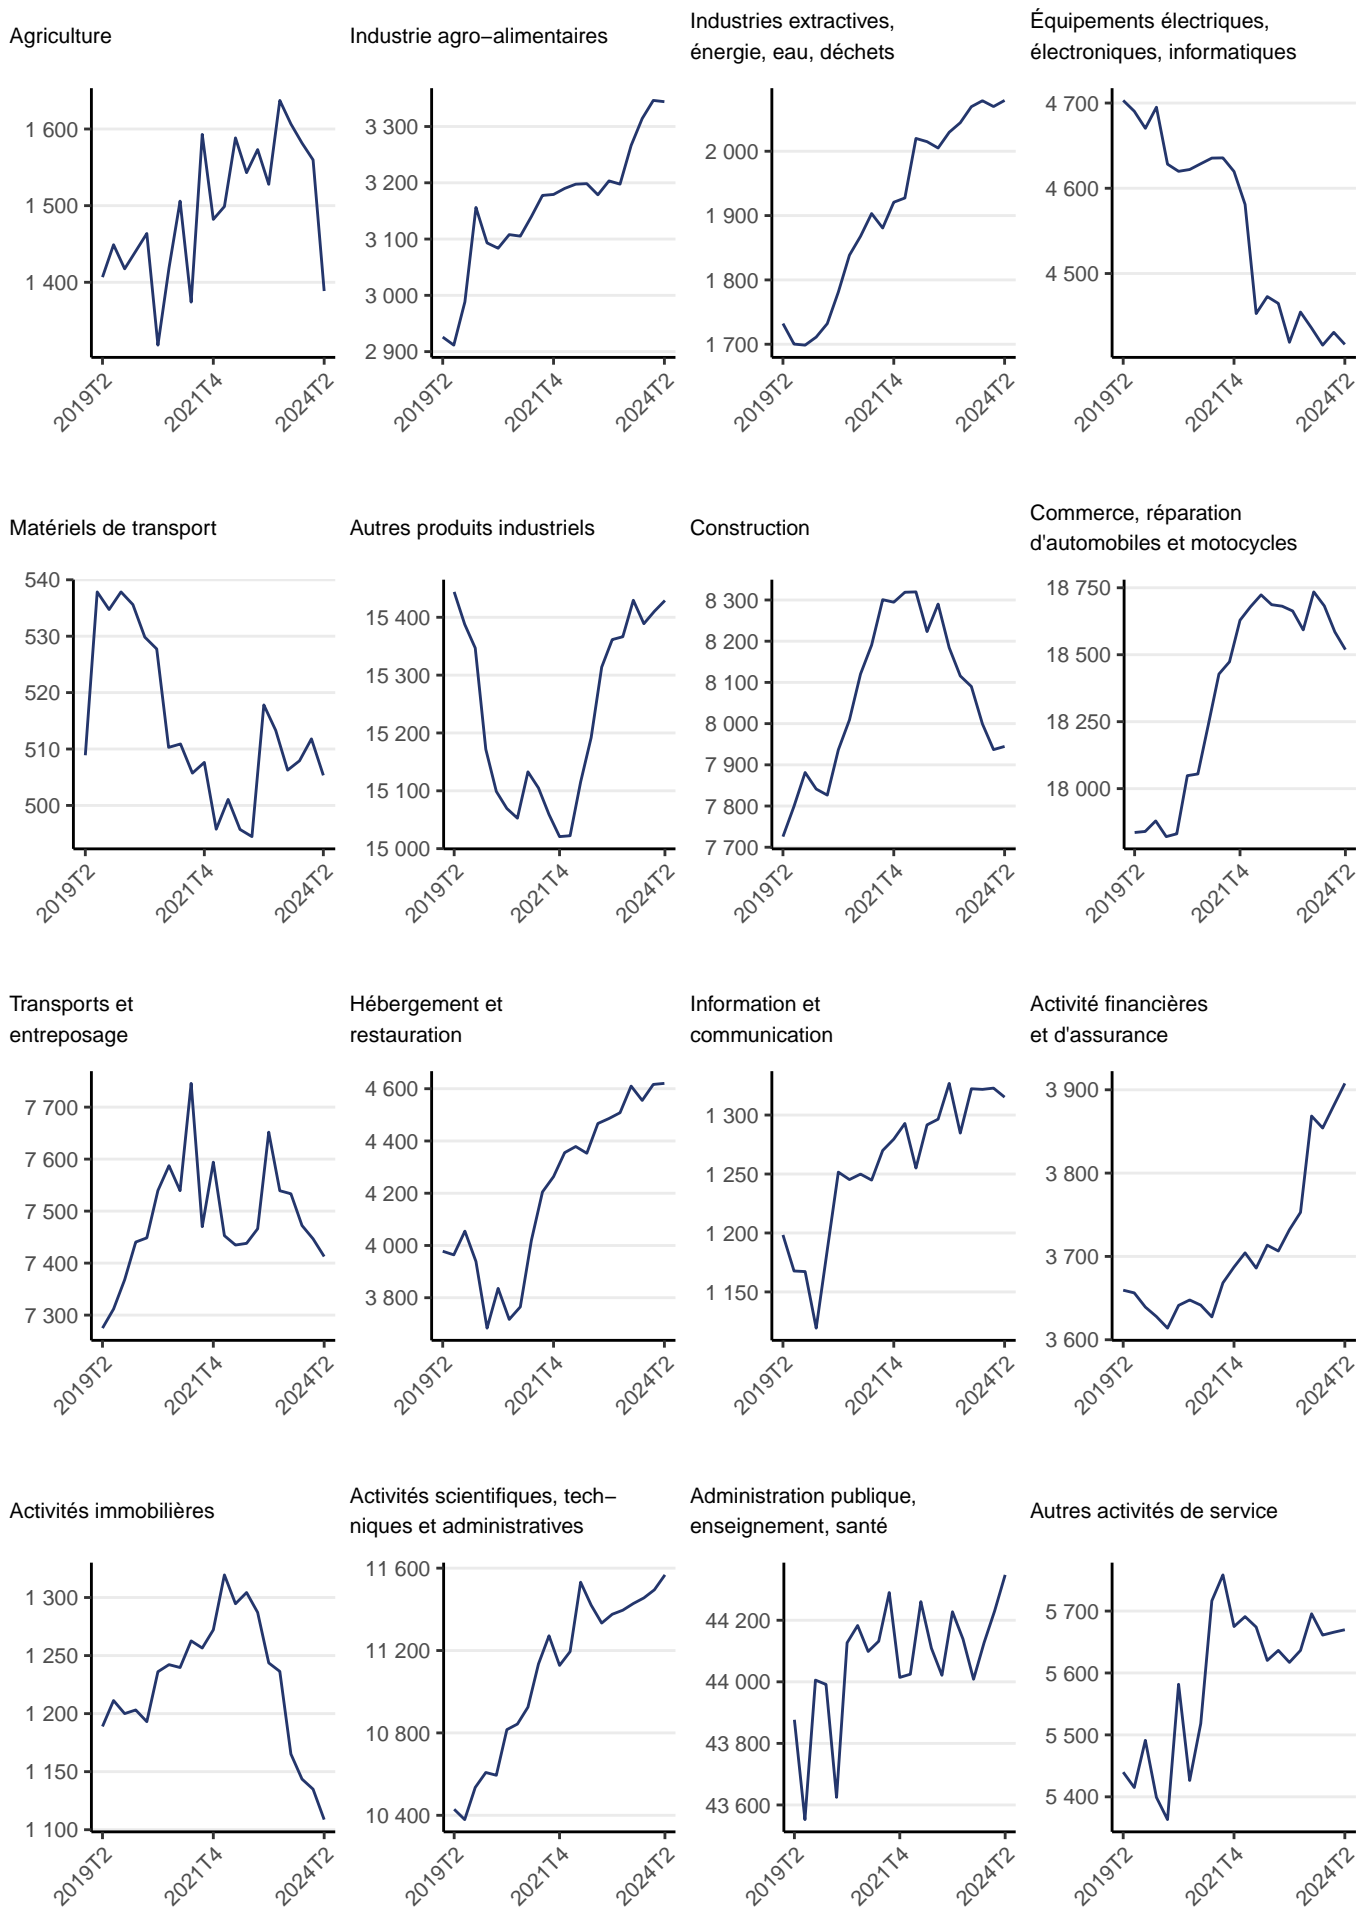 Agriculture
1 600
1 500
1 400
2019T2
2021T4
2024T2
Industrie agro−alimentaires
3 300
3 200
3 100
3 000
2 900
2019T2
2021T4
2024T2
Industries extractives,
énergie, eau, déchets
2 000
1 900
1 800
1 700
2019T2
2021T4
2024T2
Équipements électriques,
électroniques, informatiques
4 700
4 600
4 500
2019T2
2021T4
2024T2
Matériels de transport
540
530
520
510
500
2019T2
2021T4
2024T2
Autres produits industriels
15 400
15 300
15 200
15 100
15 000
2019T2
2021T4
2024T2
Construction
8 300
8 200
8 100
8 000
7 900
7 800
7 700
2019T2
2021T4
2024T2
Commerce, réparation
d'automobiles et motocycles
18 750
18 500
18 250
18 000
2019T2
2021T4
2024T2
Transports et
entreposage
7 700
7 600
7 500
7 400
7 300
2019T2
2021T4
2024T2
Hébergement et
restauration
4 600
4 400
4 200
4 000
3 800
2019T2
2021T4
2024T2
Information et
communication
1 300
1 250
1 200
1 150
2019T2
2021T4
2024T2
Activité financières
et d'assurance
3 900
3 800
3 700
3 600
2019T2
2021T4
2024T2
Activités immobilières
1 300
1 250
1 200
1 150
1 100
2019T2
2021T4
2024T2
Activités scientifiques, tech−
niques et administratives
11 600
11 200
10 800
10 400
2019T2
2021T4
2024T2
Administration publique,
enseignement, santé
44 200
44 000
43 800
43 600
2019T2
2021T4
2024T2
Autres activités de service
5 700
5 600
5 500
5 400
2019T2
2021T4
2024T2